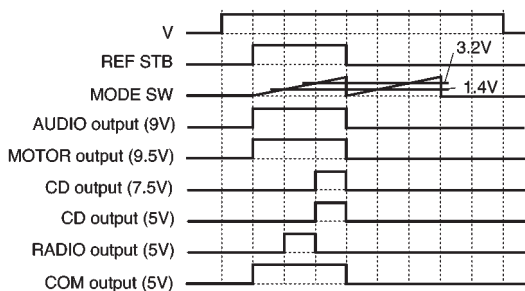 V
REF STB
3.2V
MODE SW
1.4V
AUDIO output (9V)
MOTOR output (9.5V)
CD output (7.5V)
CD output (5V)
RADIO output (5V)
COM output (5V)